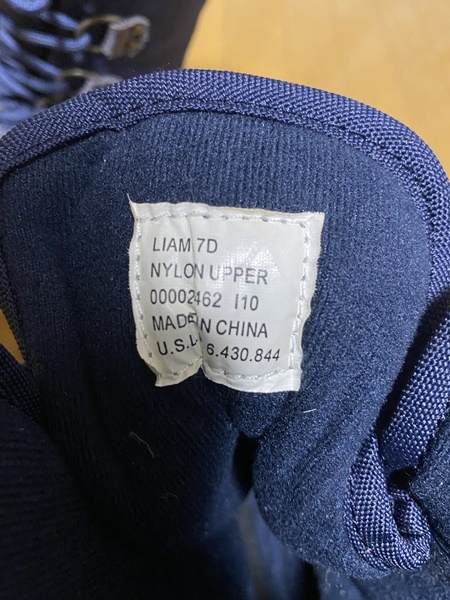 LIAM 7D
NYLON UPPER
00002462 I10
MADE IN CHINA
6.430.844